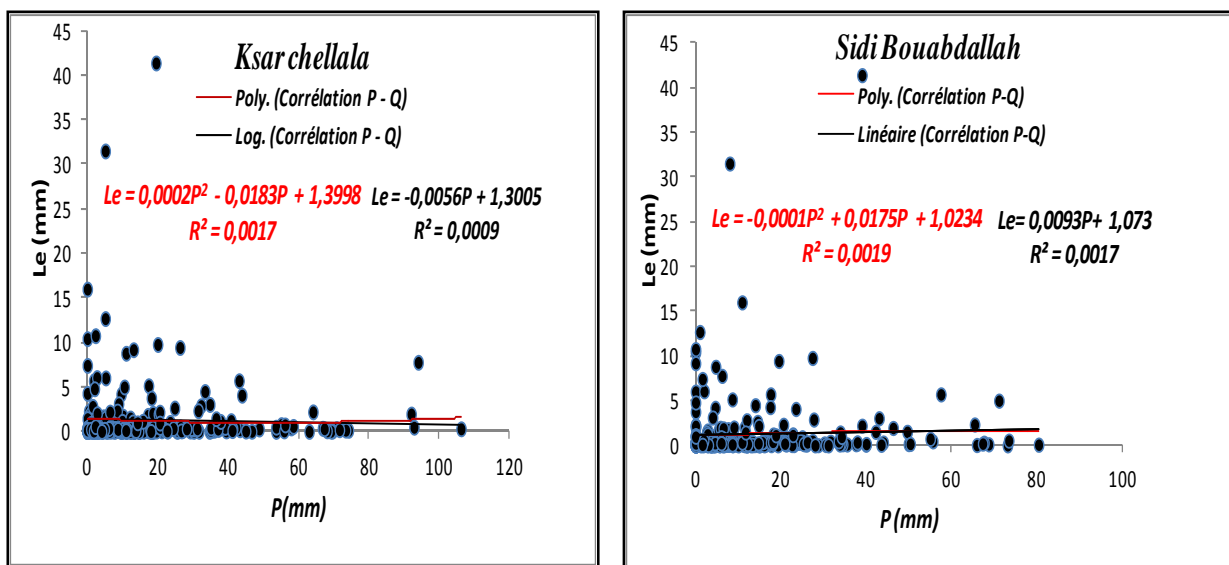 Ksar chellala
Poly. (Corrélation P - Q)
Log. (Corrélation P - Q)
Le = 0,0002P² - 0,0183P + 1,3998
R² = 0,0017
Le = -0,0056P + 1,3005
R² = 0,0009
Le (mm)
45
40
35
30
25
20
15
10
5
0
0 20 40 60 80 100 120
P(mm)
Sidi Bouabdallah
Poly. (Corrélation P-Q)
Linéaire (Corrélation P-Q)
Le = -0,0001P² + 0,0175P + 1,0234
R² = 0,0019
Le= 0,0093P+ 1,073
R² = 0,0017
Le (mm)
45
40
35
30
25
20
15
10
5
0
0 20 40 60 80 100
P (mm)